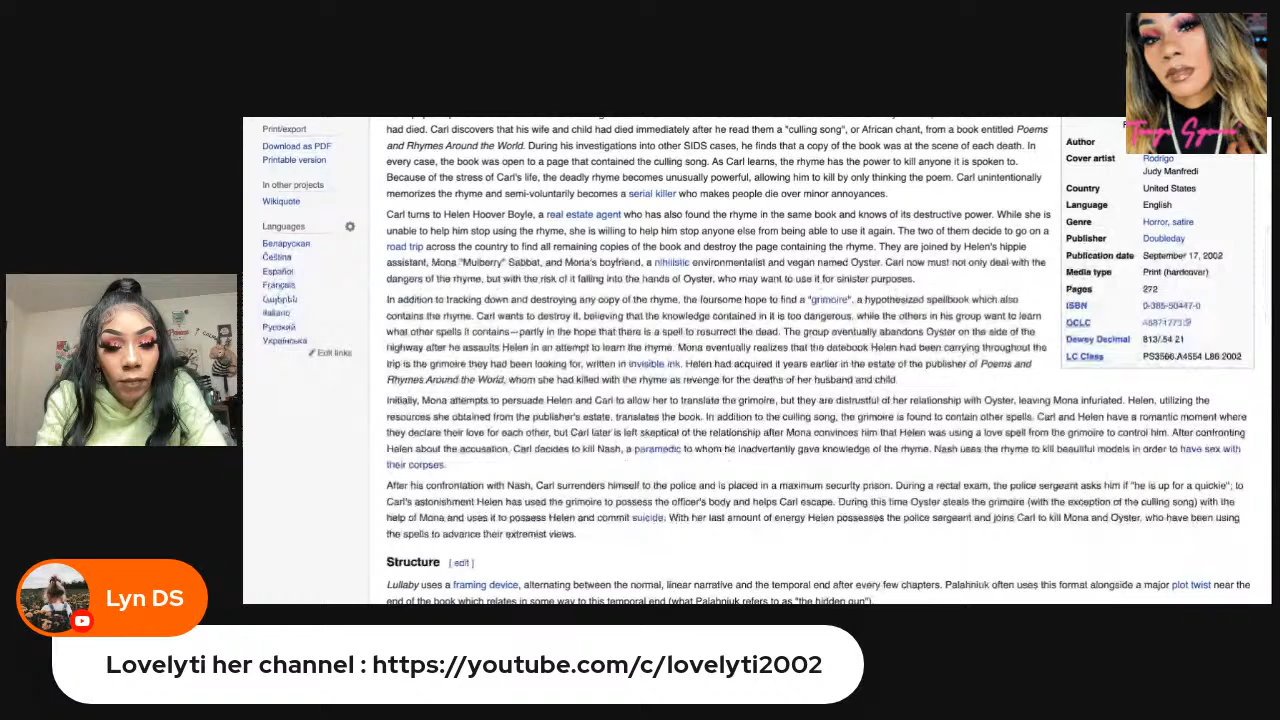 Print/export
Download as PDF
Printable version
In other projects
Wikiquote
Languages
Беларуская
Čeština
Español
Français
Հայերեն
Italiano
Русский
Українська
Edit links
had died. Carl discovers that his wife and child had died immediately after he read them a "culling song", or African chant, from a book entitled Poems
and Rhymes Around the World. During his investigations into other SIDS cases, he finds that a copy of the book was at the scene of each death. In
every case, the book was open to a page that contained the culling song. As Carl learns, the rhyme has the power to kill anyone it is spoken to.
Because of the stress of Carl's life, the deadly rhyme becomes unusually powerful, allowing him to kill by only thinking the poem. Carl unintentionally
memorizes the rhyme and semi-voluntarily becomes a serial killer who makes people die over minor annoyances.
Carl turns to Helen Hoover Boyle, a real estate agent who has also found the rhyme in the same book and knows of its destructive power. While she is
unable to help him stop using the rhyme, she is willing to help him stop anyone else from being able to use it again. The two of them decide to go on a
road trip across the country to find all remaining copies of the book and destroy the page containing the rhyme. They are joined by Helen's hippie
assistant, Mona "Mulberry" Sabbat, and Mona's boyfriend, a nihilistic environmentalist and vegan named Oyster. Carl now must not only deal with the
dangers of the rhyme, but with the risk of it falling into the hands of Oyster, who may want to use it for sinister purposes.
In addition to tracking down and destroying any copy of the rhyme, the foursome hope to find a "grimoire", a hypothesized spellbook which also
contains the rhyme. Carl wants to destroy it, believing that the knowledge contained in it is too dangerous, while the others in his group want to learn
what other spells it contains—partly in the hope that there is a spell to resurrect the dead. The group eventually abandons Oyster on the side of the
highway after he assaults Helen in an attempt to learn the rhyme. Mona eventually realizes that the datebook Helen had been carrying throughout the
trip is the grimoire they had been looking for, written in invisible ink. Helen had acquired it years earlier in the estate of the publisher of Poems and
Rhymes Around the World, whom she had killed with the rhyme as revenge for the deaths of her husband and child.
Initially, Mona attempts to persuade Helen and Carl to allow her to translate the grimoire, but they are distrustful of her relationship with Oyster, leaving Mona infuriated. Helen, utilizing the
resources she obtained from the publisher's estate, translates the book. In addition to the culling song, the grimoire is found to contain other spells. Carl and Helen have a romantic moment where
they declare their love for each other, but Carl later is left skeptical of the relationship after Mona convinces him that Helen was using a love spell from the grimoire to control him. After confronting
Helen about the accusation, Carl decides to kill Nash, a paramedic to whom he inadvertently gave knowledge of the rhyme. Nash uses the rhyme to kill beautiful models in order to have sex with
their corpses.
After his confrontation with Nash, Carl surrenders himself to the police and is placed in a maximum security prison. During a rectal exam, the police sergeant asks him if "he is up for a quickie"; to
Carl's astonishment Helen has used the grimoire to possess the officer's body and helps Carl escape. During this time Oyster steals the grimoire (with the exception of the culling song) with the
help of Mona and uses it to possess Helen and commit suicide. With her last amount of energy Helen possesses the police sergeant and joins Carl to kill Mona and Oyster, who have been using
the spells to advance their extremist views.
Structure [ edit ]
Lullaby uses a framing device, alternating between the normal, linear narrative and the temporal end after every few chapters. Palahniuk often uses this format alongside a major plot twist near the
end of the book which relates in some way to this temporal end (what Palahniuk refers to as "the hidden gun").
Author
Cover artist Rodrigo
Judy Manfredi
Country United States
Language English
Genre Horror, satire
Publisher Doubleday
Publication date September 17, 2002
Media type Print (hardcover)
Pages 272
ISBN 0-385-50447-0
OCLC
Dewey Decimal 813/.54 21
LC Class PS3566.A4554 L86 2002
Lyn DS
Lovelyti her channel : https://youtube.com/c/lovelyti2002